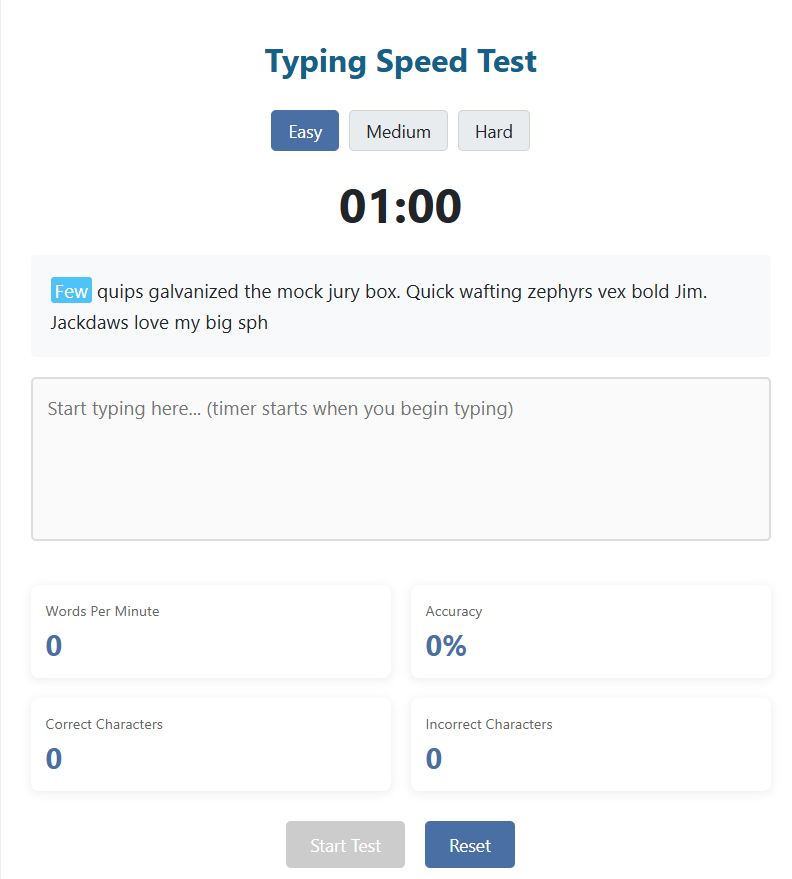 Typing Speed Test
Easy Medium Hard
01:00
Few quips galvanized the mock jury box. Quick wafting zephyrs vex bold Jim.
Jackdaws love my big sph
Start typing here... (timer starts when you begin typing)
Words Per Minute Accuracy
0 0%
Correct Characters Incorrect Characters
0 0
Start Test Reset